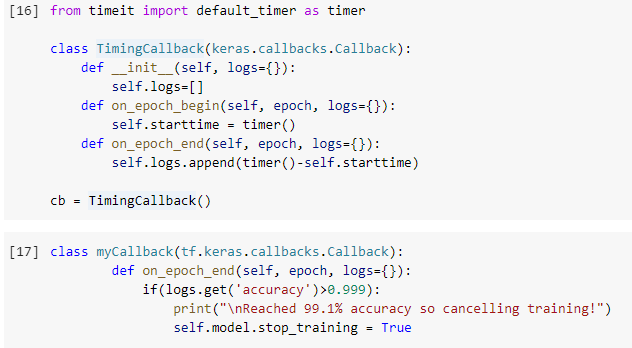 [16] from timeit import default_timer as timer
class TimingCallback(keras.callbacks.Callback):
    def __init__(self, logs={}):
        self.logs=[]
    def on_epoch_begin(self, epoch, logs={}):
        self.starttime = timer()
    def on_epoch_end(self, epoch, logs={}):
        self.logs.append(timer()-self.starttime)
cb = TimingCallback()
[17] class myCallback(tf.keras.callbacks.Callback):
        def on_epoch_end(self, epoch, logs={}):
            if(logs.get('accuracy')>0.999):
                print("\nReached 99.1% accuracy so cancelling training!")
                self.model.stop_training = True